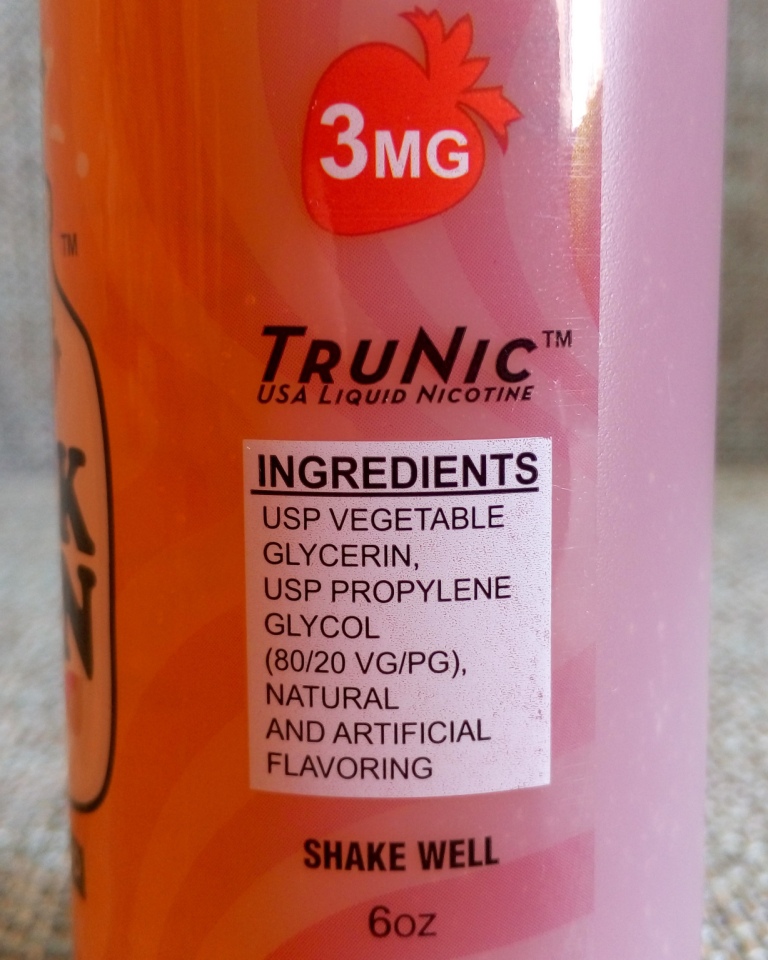 3MG
TM
TRUNIC™
USA LIQUID NICOTINE
INGREDIENTS
USP VEGETABLE
GLYCERIN,
USP PROPYLENE
GLYCOL
(80/20 VG/PG),
NATURAL
AND ARTIFICIAL
FLAVORING
K
N
SHAKE WELL
6oz